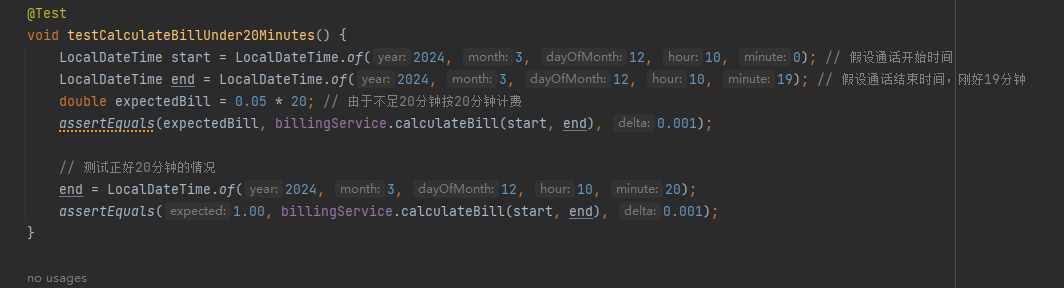 @Test
void testCalculateBillUnder20Minutes() {
LocalDateTime start = LocalDateTime.of( year: 2024, month: 3, dayOfMonth: 12, hour: 10, minute: 0); // 假设通话开始时间
LocalDateTime end = LocalDateTime.of( year: 2024, month: 3, dayOfMonth: 12, hour: 10, minute: 19); // 假设通话结束时间，刚好19分钟
double expectedBill = 0.05 * 20; // 由于不足20分钟按20分钟计费
assertEquals(expectedBill, billingService.calculateBill(start, end), delta: 0.001);
// 测试正好20分钟的情况
end = LocalDateTime.of( year: 2024, month: 3, dayOfMonth: 12, hour: 10, minute: 20);
assertEquals( expected: 1.00, billingService.calculateBill(start, end), delta: 0.001);
}
no usages